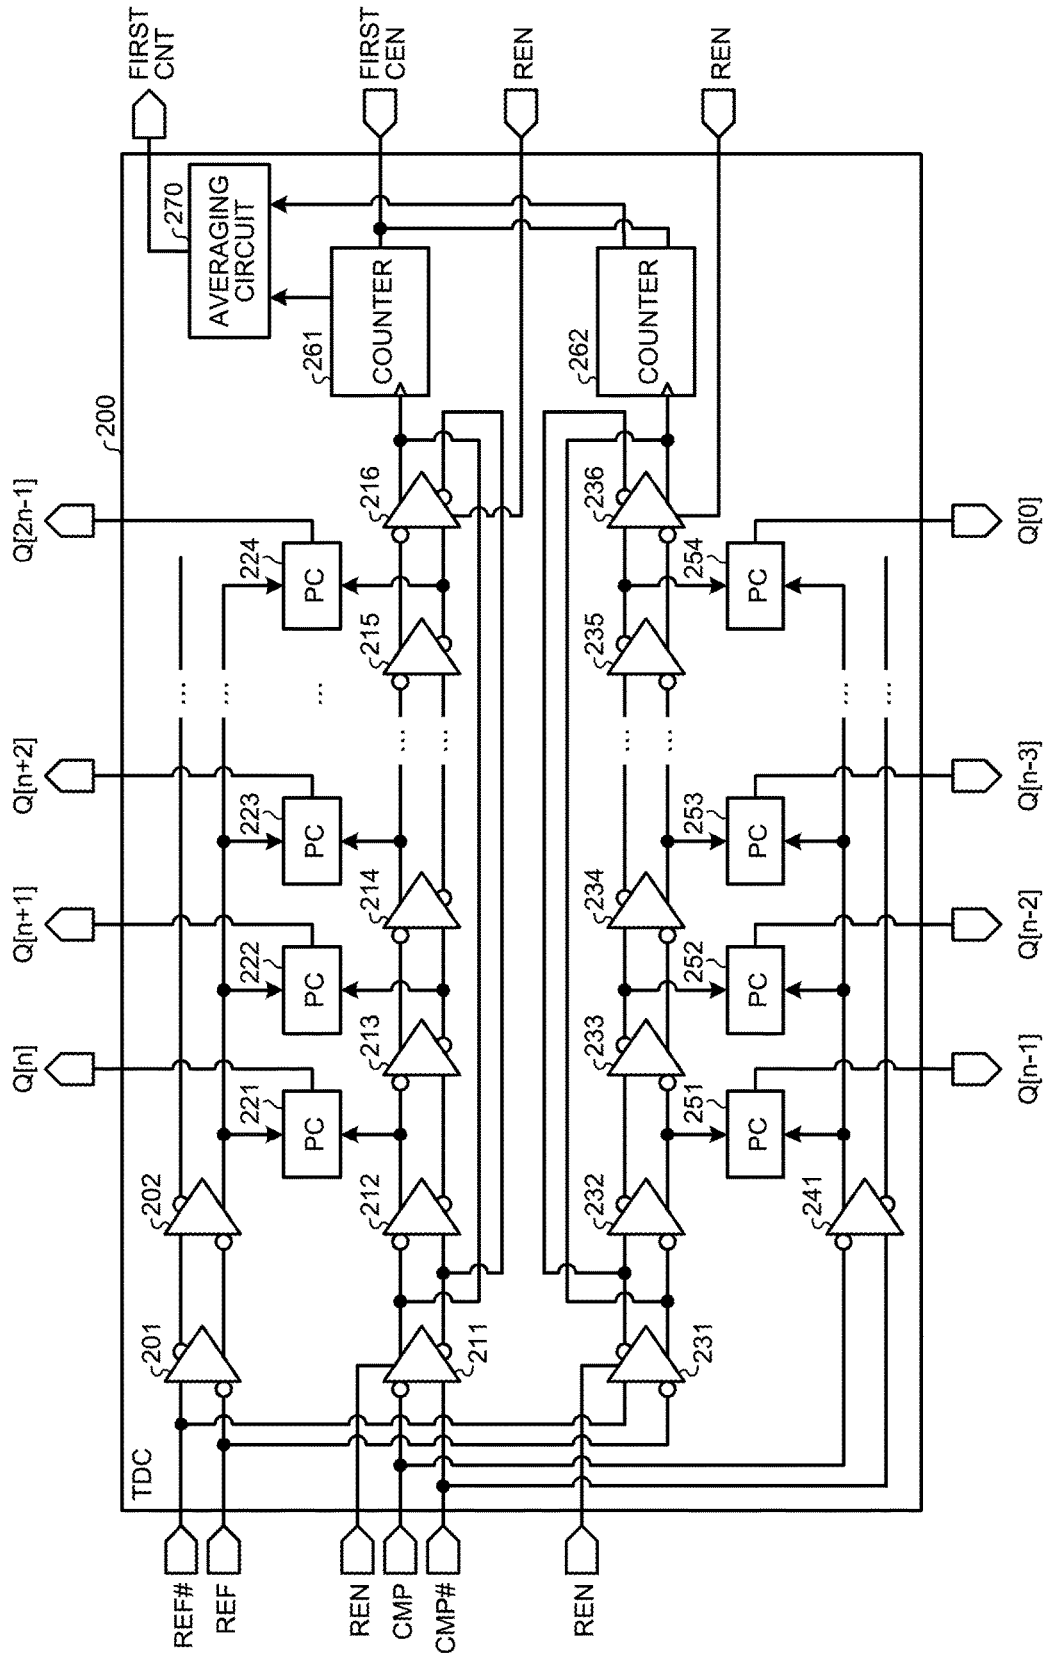 FIRST
CNT
FIRST
CEN
REN
REN
200
270
AVERAGING
CIRCUIT
261
COUNTER
262
COUNTER
Q[2n-1]
Q[n+2]
Q[n+1]
Q[n]
224
PC
...
223
PC
222
PC
221
PC
...
...
202
201
216
215
...
...
214
213
212
211
236
235
...
...
234
233
232
231
254
PC
253
PC
252
PC
251
PC
...
...
241
Q[0]
Q[n-3]
Q[n-2]
Q[n-1]
TDC
REF#
REF
REN
CMP
CMP#
REN